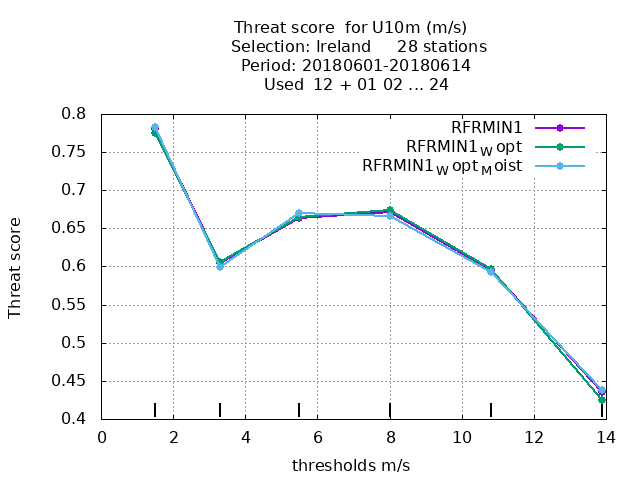 Threat score  for U10m (m/s)
Selection: Ireland     28 stations
Period: 20180601-20180614
Used  12 + 01 02 ... 24
RFRMIN1
RFRMIN1Wopt
RFRMIN1WoptMoist
Threat score
0.8
0.75
0.7
0.65
0.6
0.55
0.5
0.45
0.4
0 2 4 6 8 10 12 14
thresholds m/s